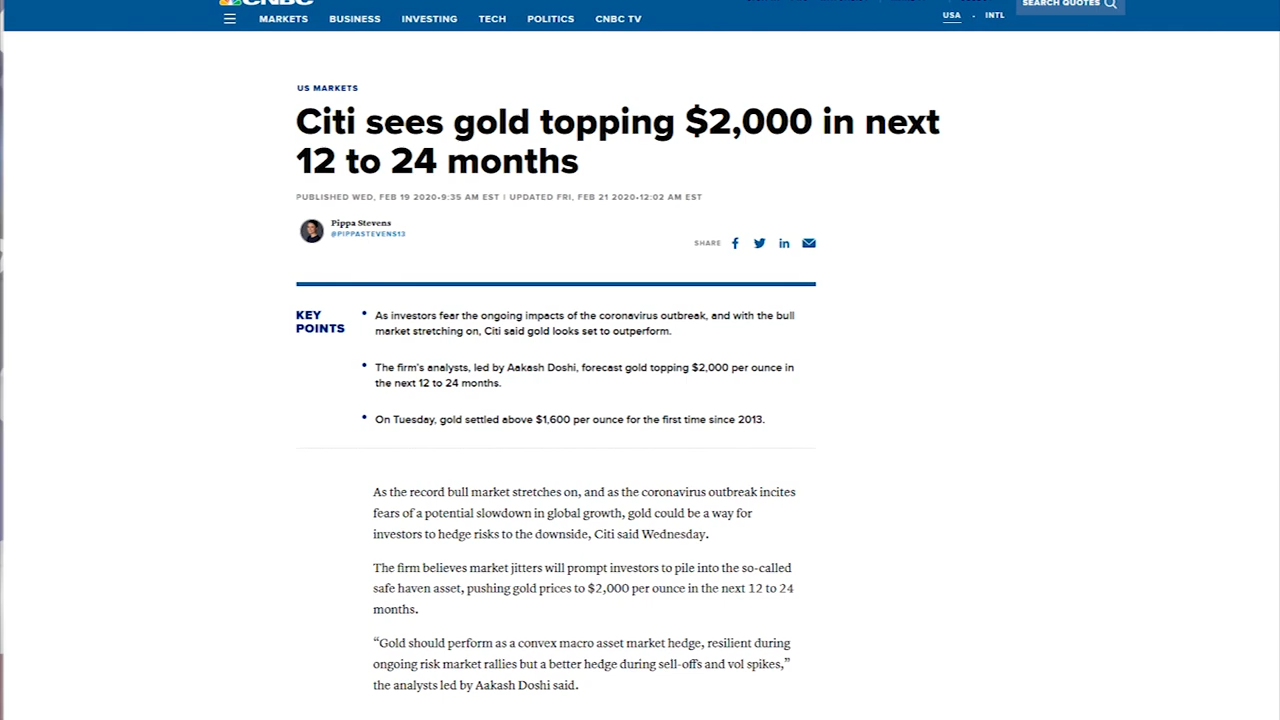 CNBC
SEARCH QUOTES
MARKETS BUSINESS INVESTING TECH POLITICS CNBC TV
USA · INTL
US MARKETS
Citi sees gold topping $2,000 in next
12 to 24 months
PUBLISHED WED, FEB 19 2020•9:35 AM EST | UPDATED FRI, FEB 21 2020•12:02 AM EST
Pippa Stevens
@PIPPASTEVENS13
SHARE
KEY
POINTS
• As investors fear the ongoing impacts of the coronavirus outbreak, and with the bull
market stretching on, Citi said gold looks set to outperform.
• The firm's analysts, led by Aakash Doshi, forecast gold topping $2,000 per ounce in
the next 12 to 24 months.
• On Tuesday, gold settled above $1,600 per ounce for the first time since 2013.
As the record bull market stretches on, and as the coronavirus outbreak incites
fears of a potential slowdown in global growth, gold could be a way for
investors to hedge risks to the downside, Citi said Wednesday.
The firm believes market jitters will prompt investors to pile into the so-called
safe haven asset, pushing gold prices to $2,000 per ounce in the next 12 to 24
months.
“Gold should perform as a convex macro asset market hedge, resilient during
ongoing risk market rallies but a better hedge during sell-offs and vol spikes,”
the analysts led by Aakash Doshi said.